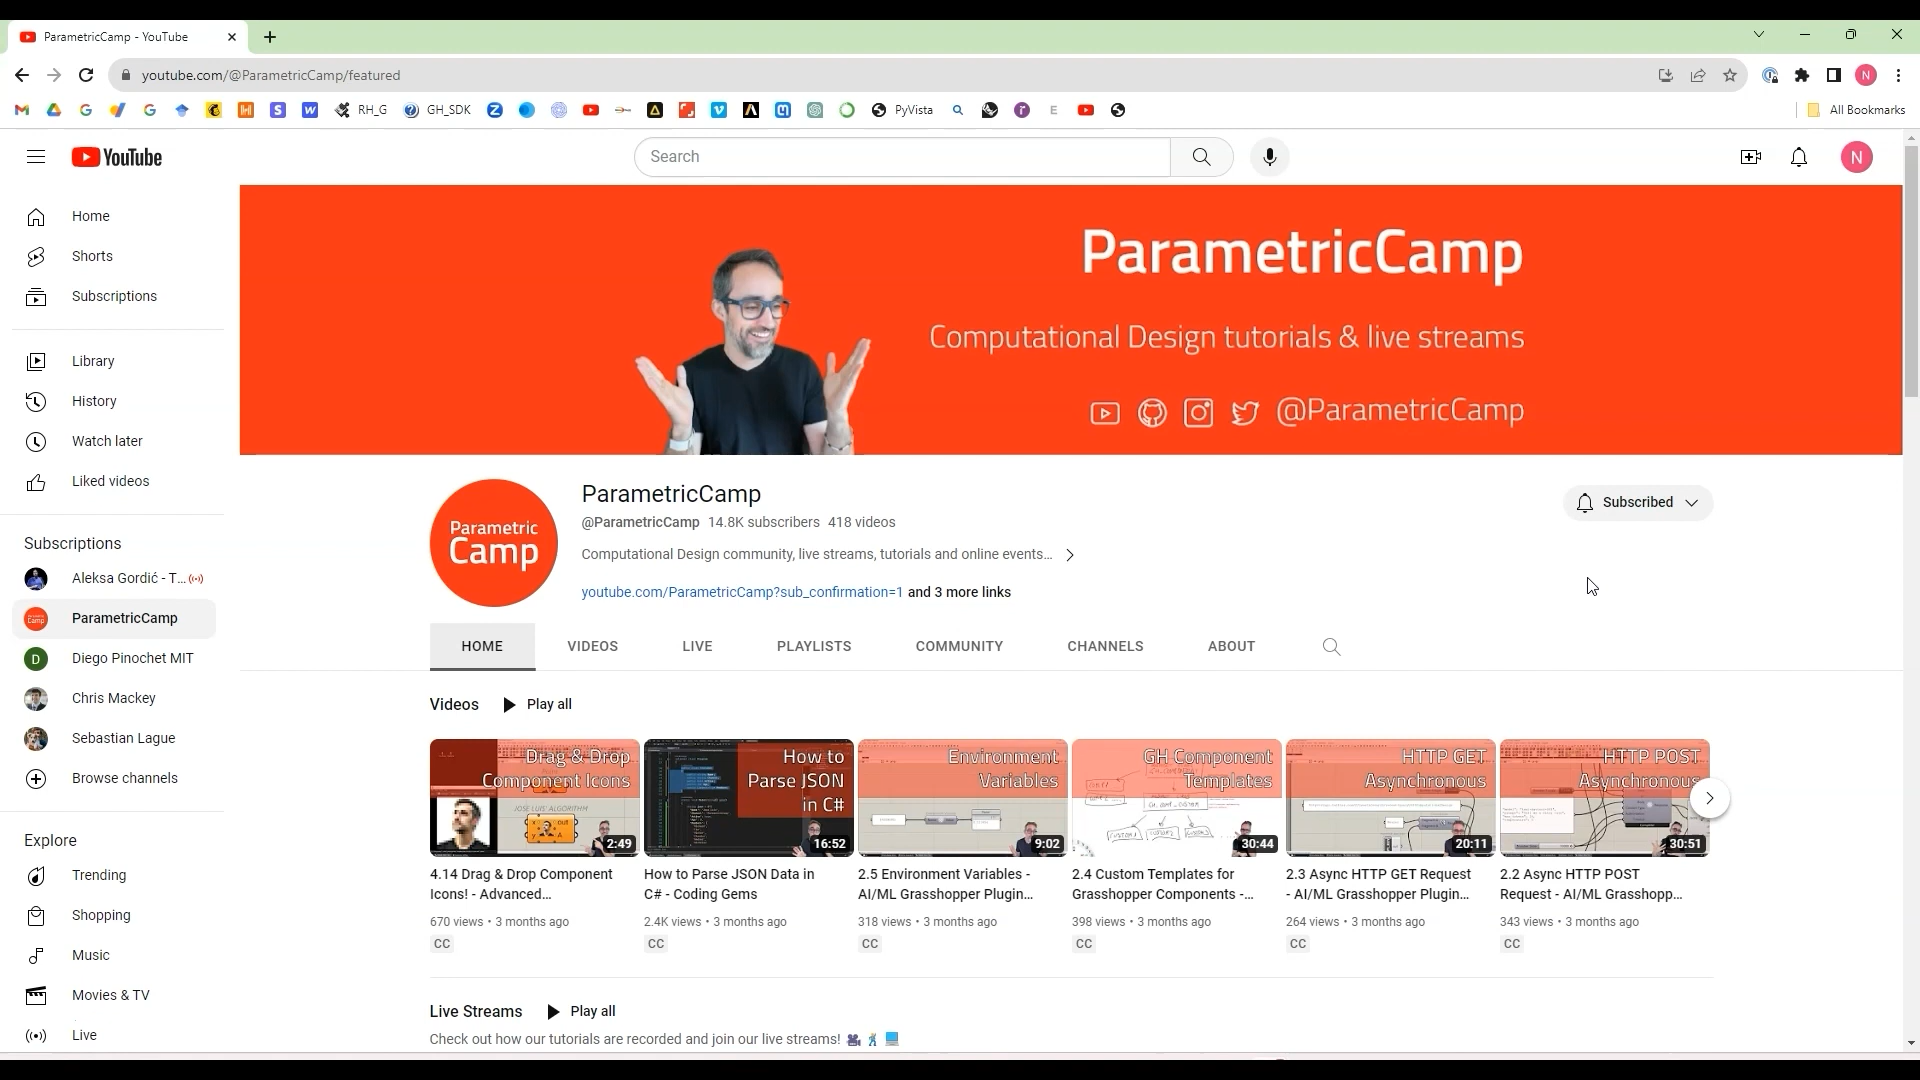 ParametricCamp - YouTube
youtube.com/@ParametricCamp/featured
N
RH_G
GH_SDK
PyVista
E
All Bookmarks
YouTube
Search
N
Home
Shorts
Subscriptions
Library
History
Watch later
Liked videos
Subscriptions
Aleksa Gordić - T...
ParametricCamp
D
Diego Pinochet MIT
Chris Mackey
Sebastian Lague
Browse channels
Explore
Trending
Shopping
Music
Movies & TV
Live
ParametricCamp
Computational Design tutorials & live streams
@ParametricCamp
Parametric
Camp
ParametricCamp
@ParametricCamp 14.8K subscribers 418 videos
Computational Design community, live streams, tutorials and online events...
youtube.com/ParametricCamp?sub_confirmation=1 and 3 more links
Subscribed
HOME VIDEOS LIVE PLAYLISTS COMMUNITY CHANNELS ABOUT
Videos Play all
Drag & Drop
Component Icons
JOSE LUIS' ALGORITHM
2:49
4.14 Drag & Drop Component
Icons! - Advanced...
670 views • 3 months ago
CC
How to
Parse JSON
in C#
16:52
How to Parse JSON Data in
C# - Coding Gems
2.4K views • 3 months ago
CC
Environment
Variables
9:02
2.5 Environment Variables -
AI/ML Grasshopper Plugin...
318 views • 3 months ago
CC
GH Component
Templates
30:44
2.4 Custom Templates for
Grasshopper Components -...
398 views • 3 months ago
CC
HTTP GET
Asynchronous
20:11
2.3 Async HTTP GET Request
- AI/ML Grasshopper Plugin...
264 views • 3 months ago
CC
HTTP POST
Asynchronous
30:51
2.2 Async HTTP POST
Request - AI/ML Grasshopp...
343 views • 3 months ago
CC
Live Streams Play all
Check out how our tutorials are recorded and join our live streams!